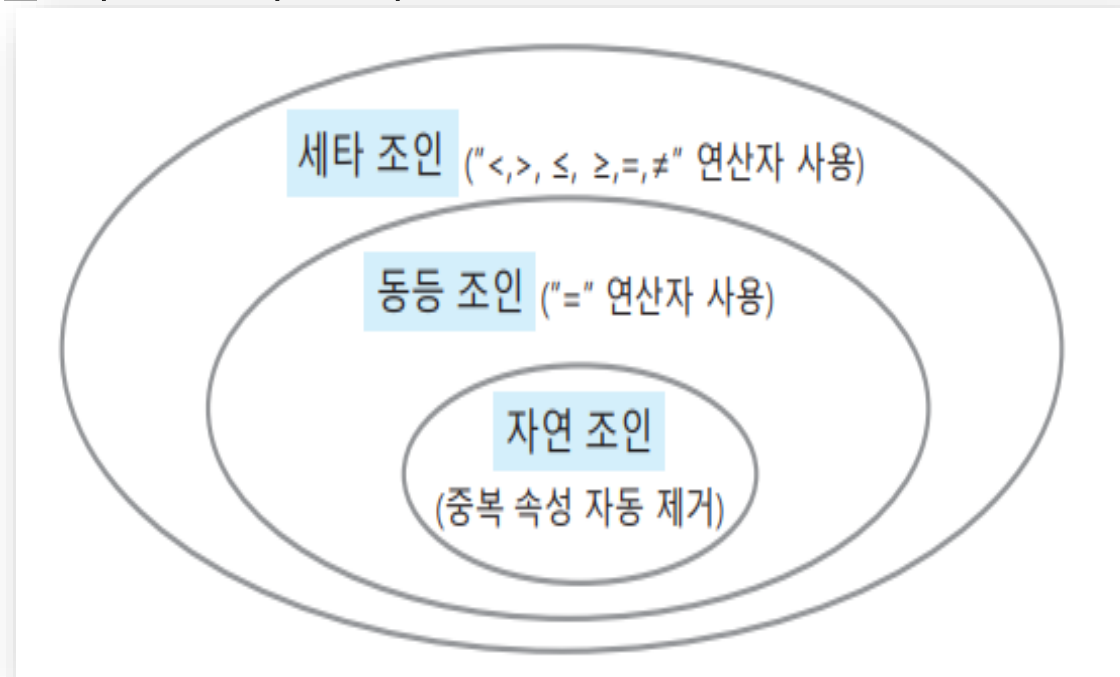 세타 조인 ("<,>, ≤, ≥,=,≠" 연산자 사용)
동등 조인 ("=" 연산자 사용)
자연 조인
(중복 속성 자동 제거)